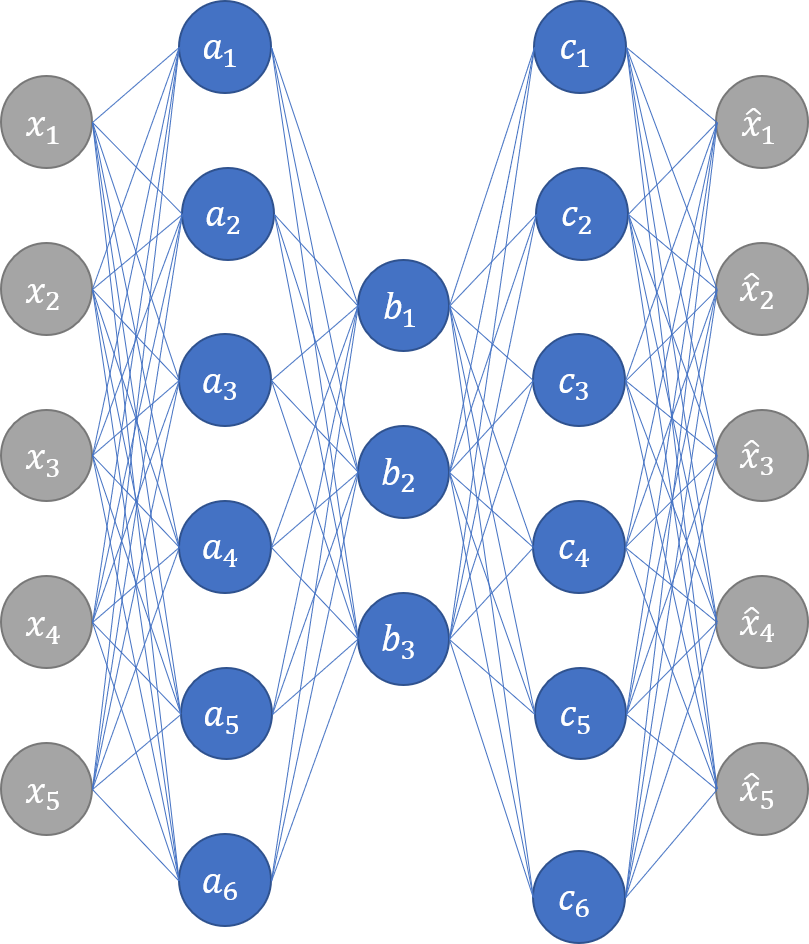 x₁
x₂
x₃
x₄
x₅
a₁
a₂
a₃
a₄
a₅
a₆
b₁
b₂
b₃
c₁
c₂
c₃
c₄
c₅
c₆
x̂₁
x̂₂
x̂₃
x̂₄
x̂₅